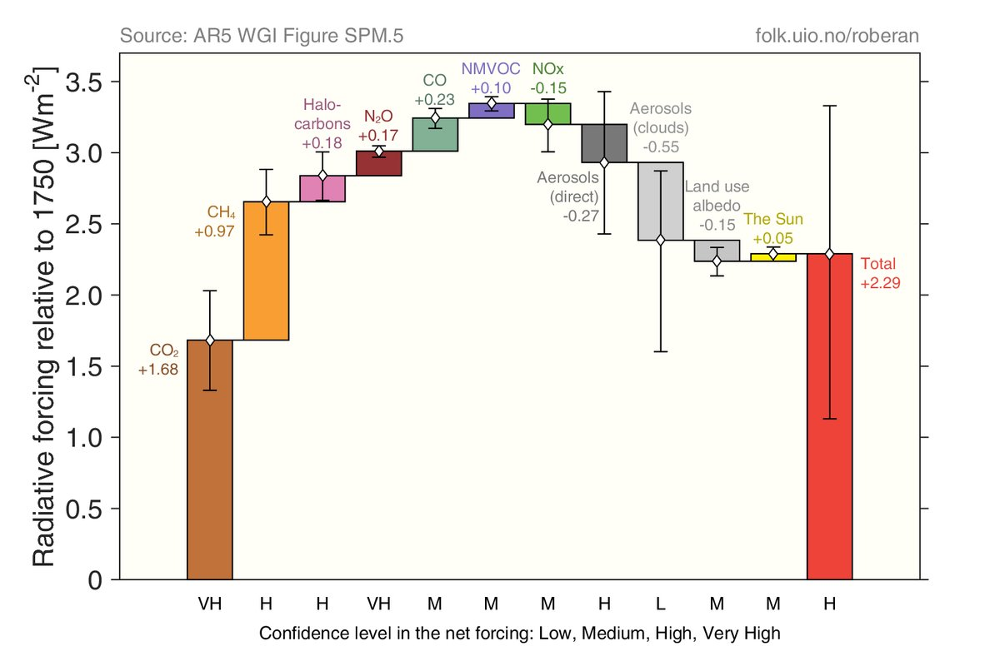 Source: AR5 WGI Figure SPM.5
folk.uio.no/roberan
Radiative forcing relative to 1750 [Wm⁻²]
3.5
3.0
2.5
2.0
1.5
1.0
0.5
0
CO₂
+1.68
CH₄
+0.97
Halo-
carbons
+0.18
N₂O
+0.17
CO
+0.23
NMVOC
+0.10
NOx
-0.15
Aerosols
(direct)
-0.27
Aerosols
(clouds)
-0.55
Land use
albedo
-0.15
The Sun
+0.05
Total
+2.29
VH H H VH M M M H L M M H
Confidence level in the net forcing: Low, Medium, High, Very High